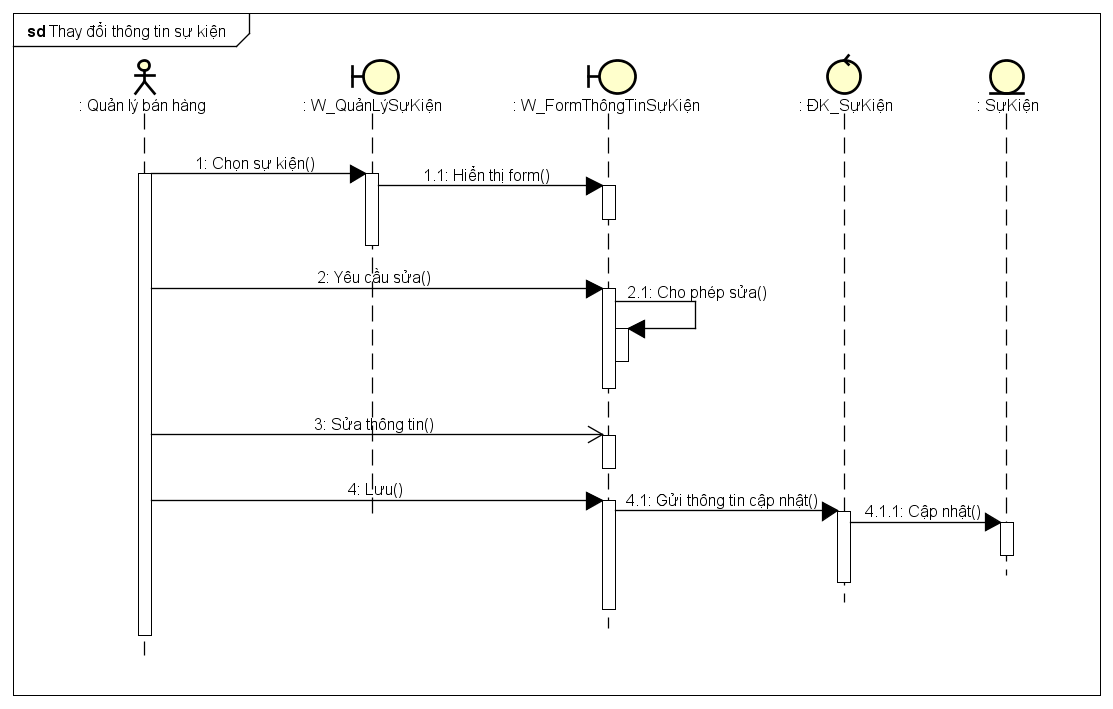 sd Thay đổi thông tin sự kiện
: Quản lý bán hàng
: W_QuảnLýSựKiện
: W_FormThôngTinSựKiện
: ĐK_SựKiện
: SựKiện
1: Chọn sự kiện()
1.1: Hiển thị form()
2: Yêu cầu sửa()
2.1: Cho phép sửa()
3: Sửa thông tin()
4: Lưu()
4.1: Gửi thông tin cập nhật()
4.1.1: Cập nhật()